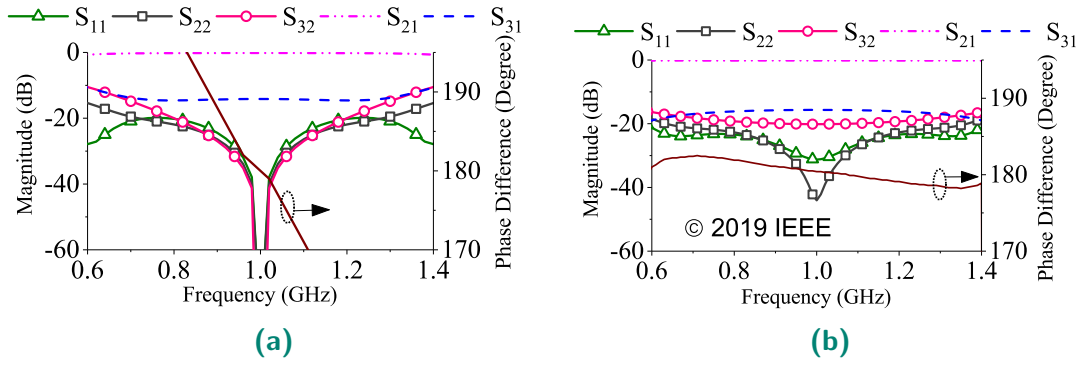 S11 S22 S32 S21 S31
0
-20
-40
-60
Magnitude (dB)
190
180
170
Phase Difference (Degree)
0.6 0.8 1.0 1.2 1.4
Frequency (GHz)
(a)
S11 S22 S32 S21 S31
0
-20
-40
-60
Magnitude (dB)
190
180
170
Phase Difference (Degree)
© 2019 IEEE
0.6 0.8 1.0 1.2 1.4
Frequency (GHz)
(b)